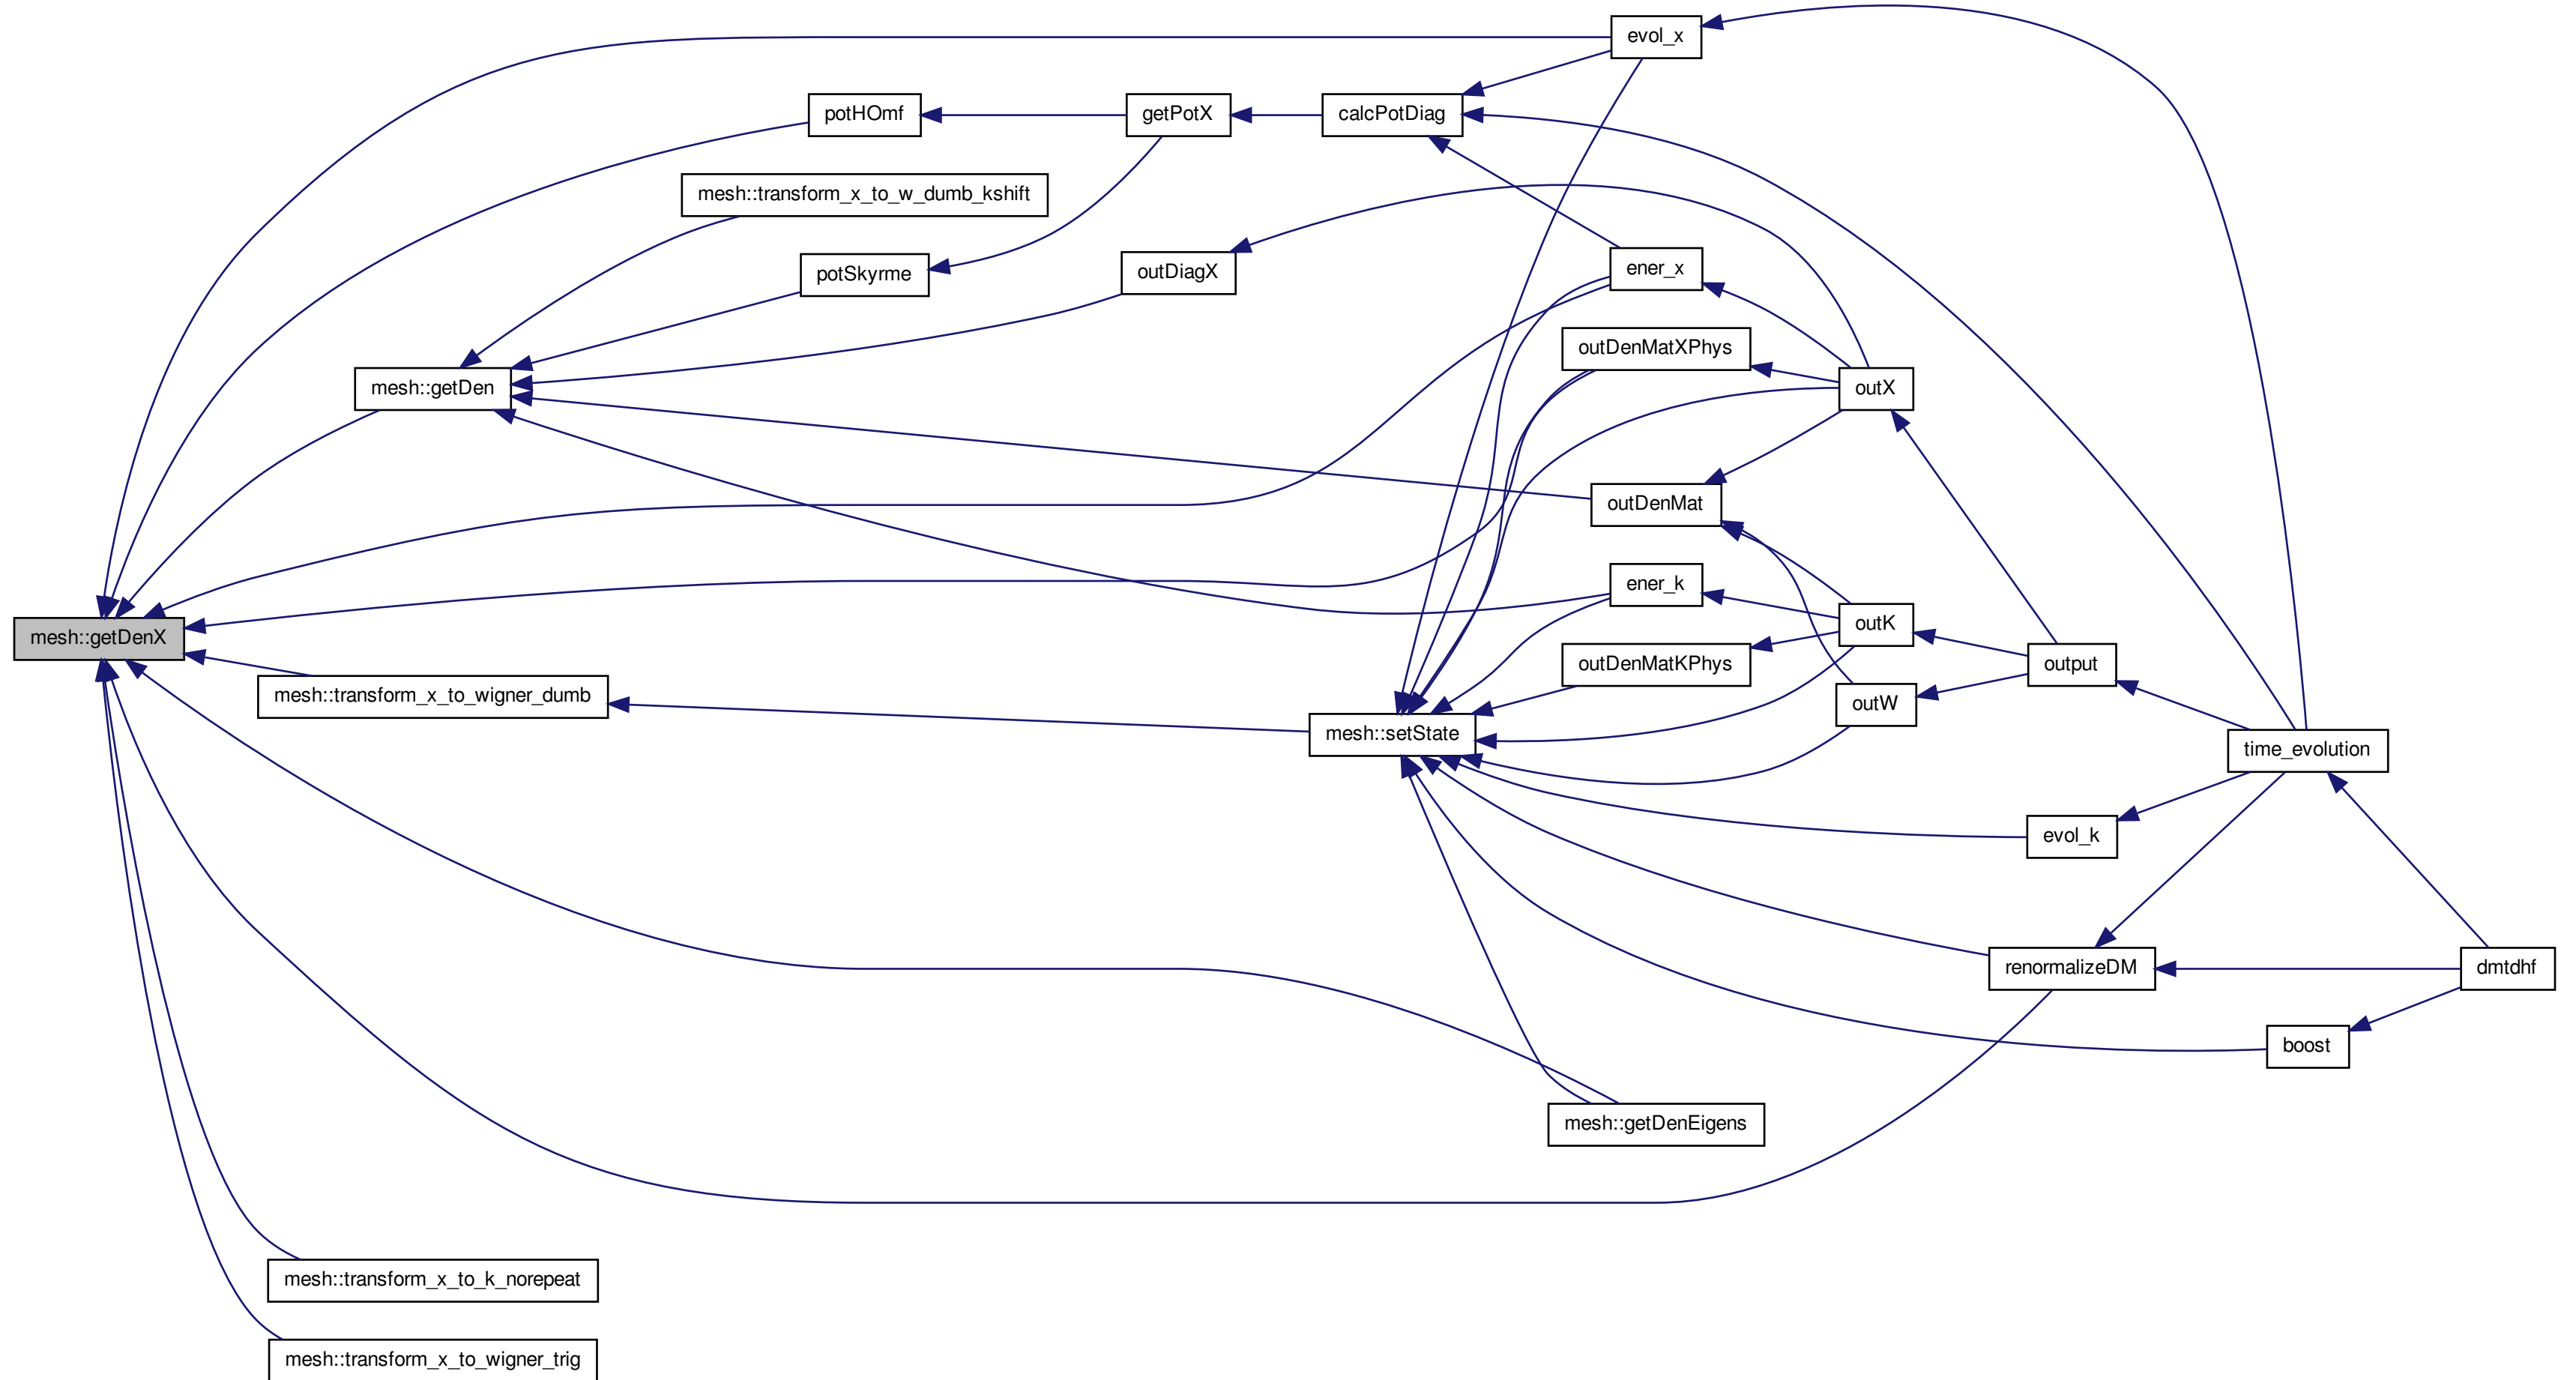 evol_x
potHOmf
getPotX
calcPotDiag
mesh::transform_x_to_w_dumb_kshift
potSkyrme
outDiagX
ener_x
outDenMatXPhys
mesh::getDen
outX
outDenMat
ener_k
mesh::getDenX
outK
outDenMatKPhys
output
mesh::transform_x_to_wigner_dumb
outW
mesh::setState
time_evolution
evol_k
renormalizeDM
dmtdhf
boost
mesh::getDenEigens
mesh::transform_x_to_k_norepeat
mesh::transform_x_to_wigner_trig